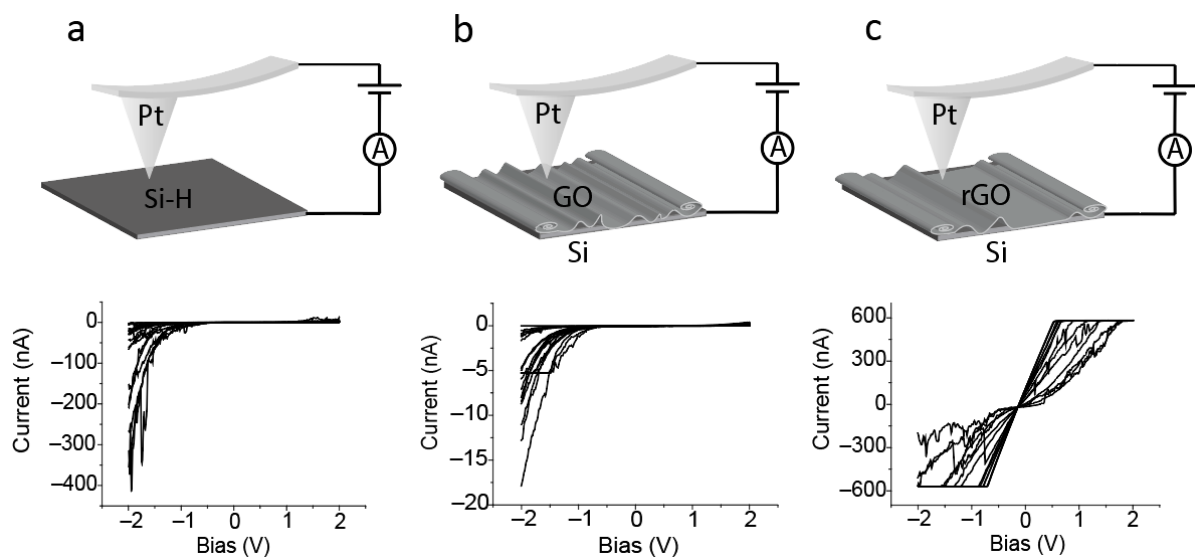 a
b
c
Pt
A
Si-H
Pt
A
GO
Si
Pt
A
rGO
Si
Current (nA)
0
–100
–200
–300
–400
–2
–1
0
1
2
Bias (V)
Current (nA)
0
–5
–10
–15
–20
–2
–1
0
1
2
Bias (V)
Current (nA)
600
300
0
–300
–600
–2
–1
0
1
2
Bias (V)